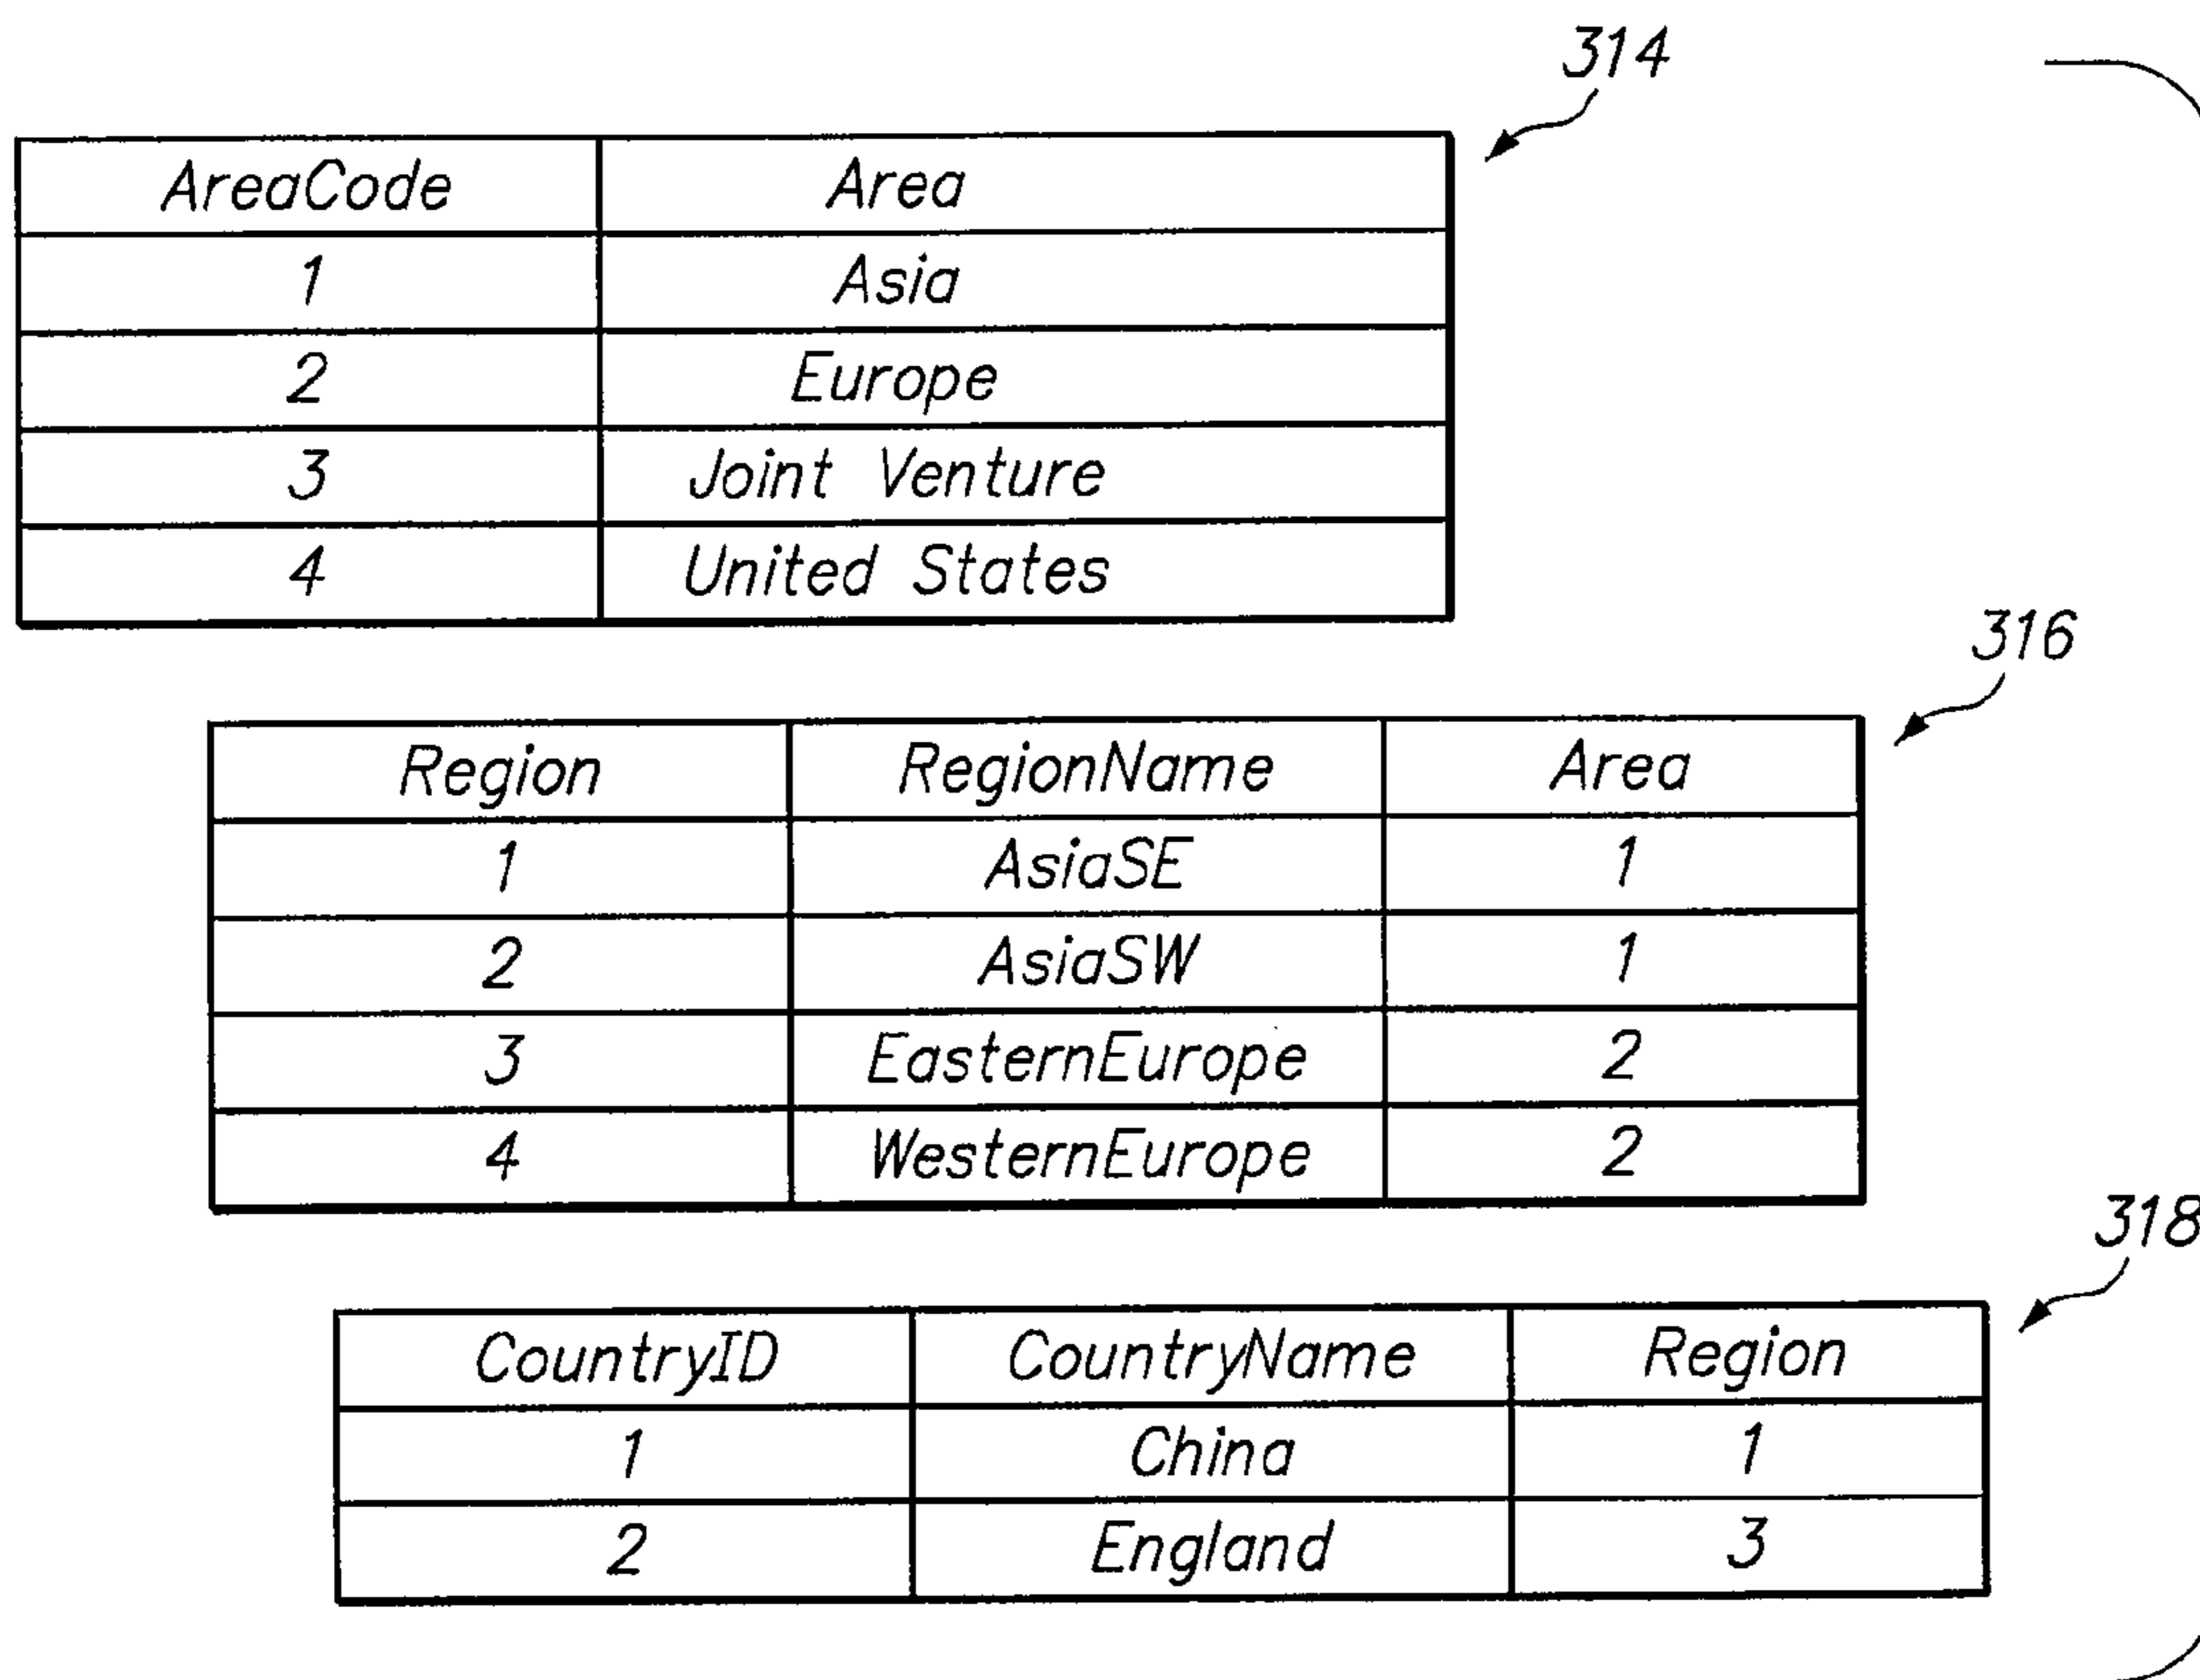 314
AreaCode Area
1 Asia
2 Europe
3 Joint Venture
4 United States
316
Region RegionName Area
1 AsiaSE 1
2 AsiaSW 1
3 EasternEurope 2
4 WesternEurope 2
318
CountryID CountryName Region
1 China 1
2 England 3